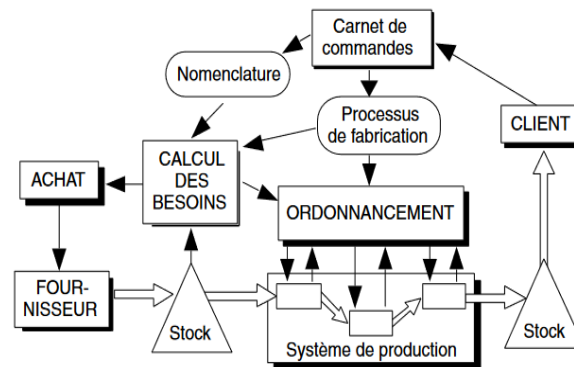 Carnet de
commandes
Nomenclature
Processus
de fabrication
CLIENT
CALCUL
DES
BESOINS
ACHAT
ORDONNANCEMENT
FOUR-
NISSEUR
Stock
Système de production
Stock